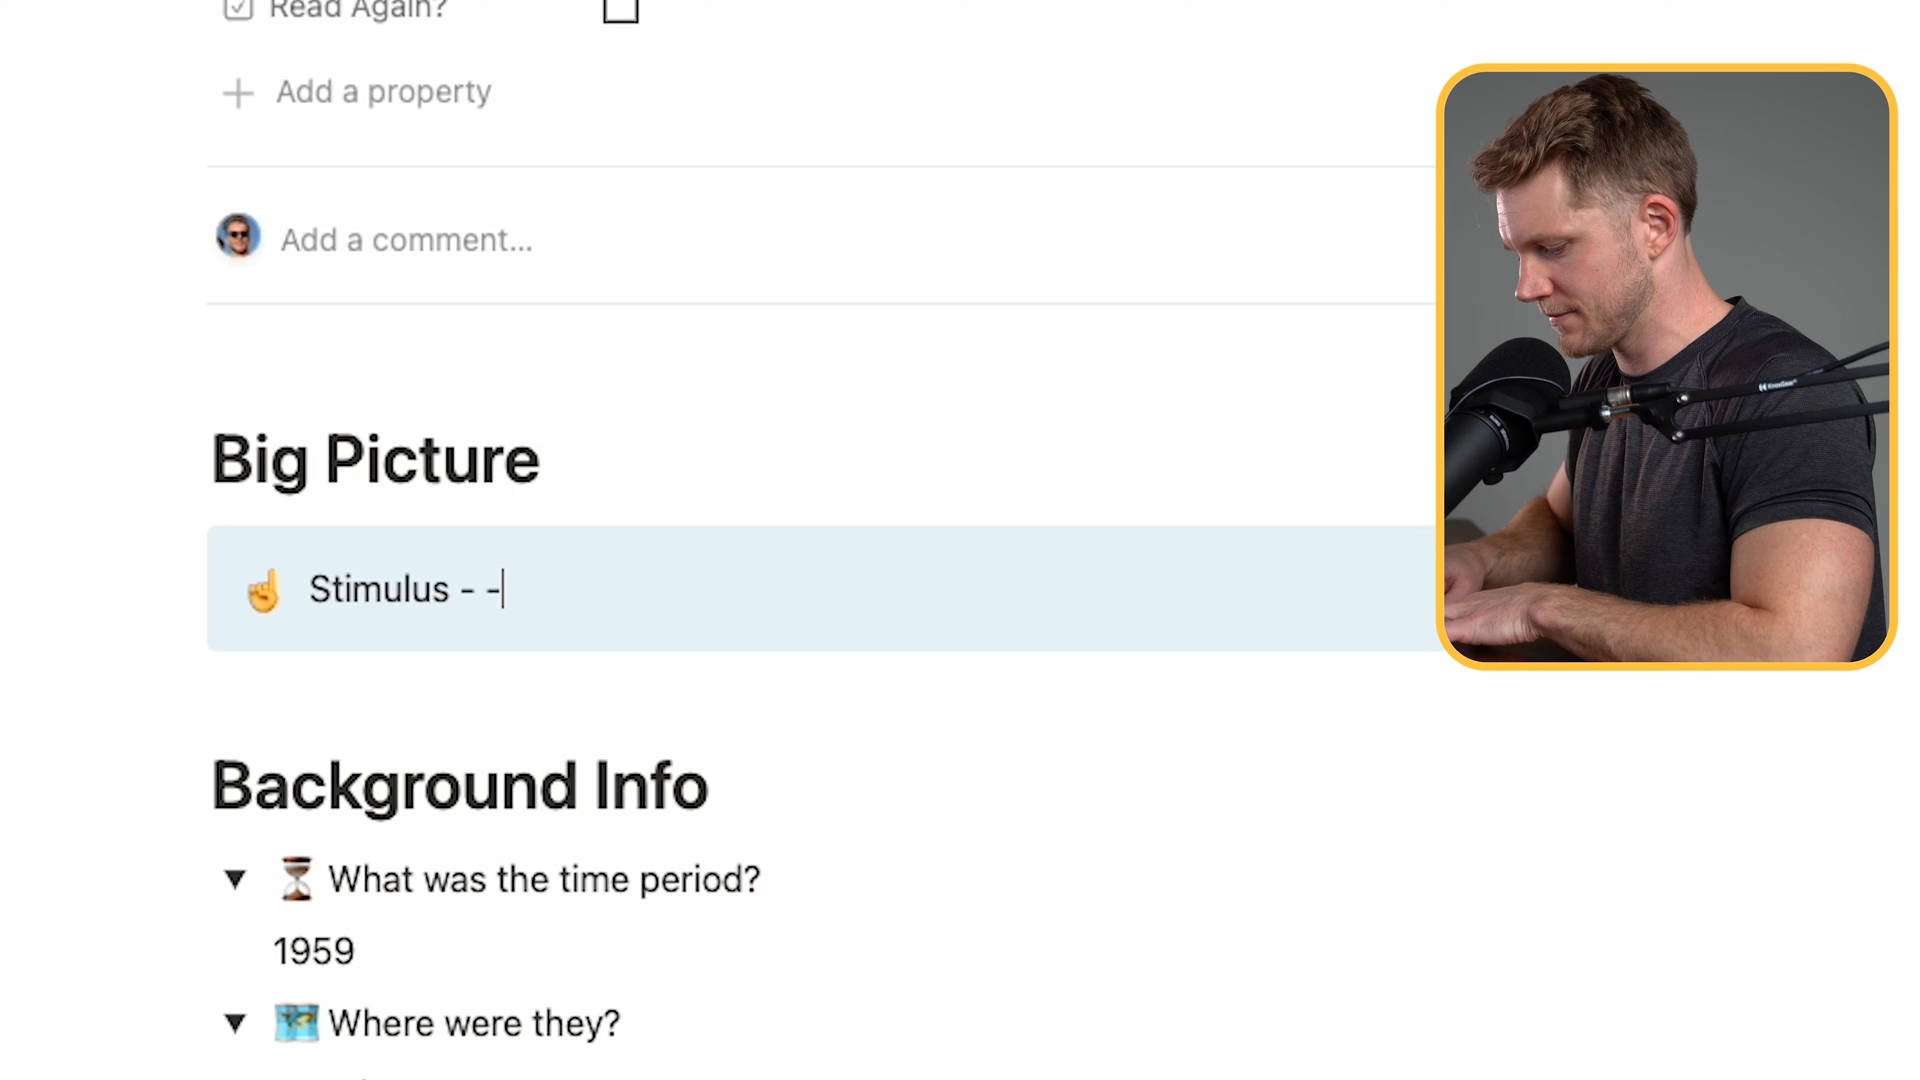 Read Again?
Add a property
Add a comment...
Big Picture
Stimulus - -
Background Info
What was the time period?
1959
Where were they?